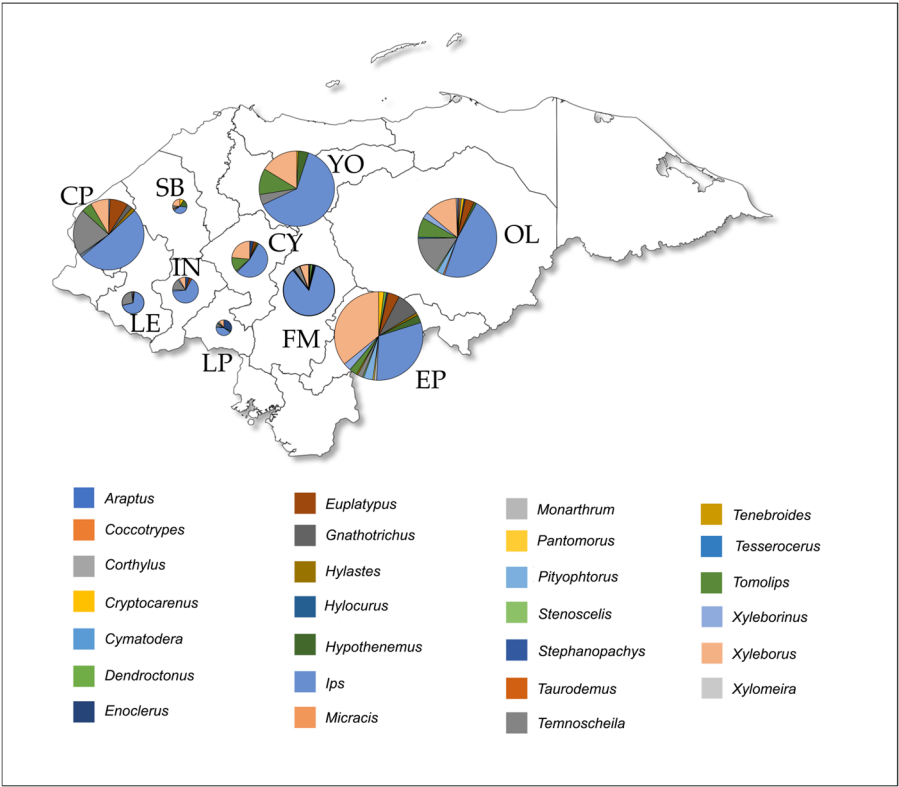 YO
SB
CP
OL
CY
IN
LE
FM
LP
EP
Araptus
Coccotrypes
Corthylus
Cryptocarenus
Cymatodera
Dendroctonus
Enoclerus
Euplatypus
Gnathotrichus
Hylastes
Hylocurus
Hypothenemus
Ips
Micracis
Monarthrum
Pantomorus
Pityophtorus
Stenoscelis
Stephanopachys
Taurodemus
Temnoscheila
Tenebroides
Tesserocerus
Tomolips
Xyleborinus
Xyleborus
Xylomeira